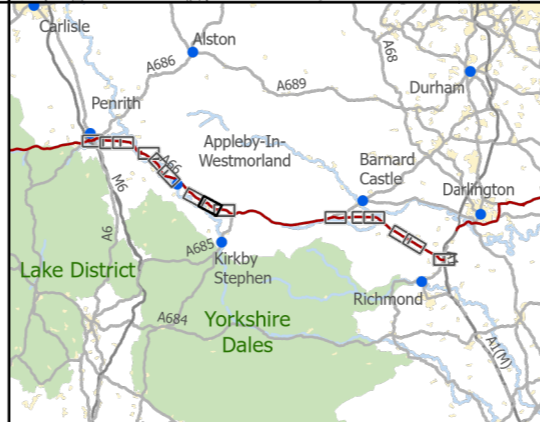 Carlisle
Alston
A686
A68
A689
Durham
Penrith
Appleby-In-
Westmorland
A66
Barnard
Castle
Darlington
M6
A6
A685
Lake District
Kirkby
Stephen
Richmond
A684
Yorkshire
Dales
A1(M)